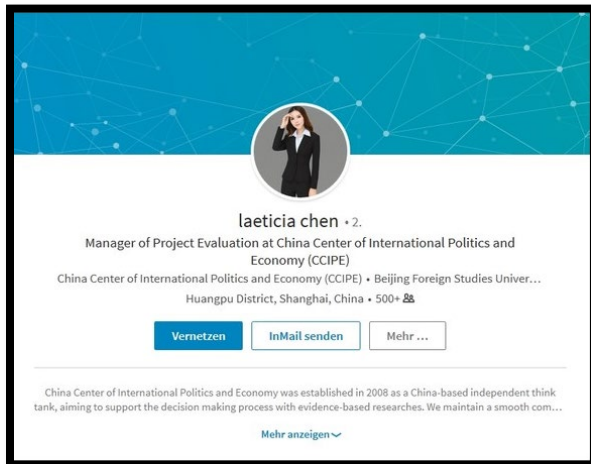 laeticia chen • 2.
Manager of Project Evaluation at China Center of International Politics and
Economy (CCIPE)
China Center of International Politics and Economy (CCIPE) • Beijing Foreign Studies Univer…
Huangpu District, Shanghai, China • 500+
Vernetzen InMail senden Mehr …
China Center of International Politics and Economy was established in 2008 as a China-based independent think
tank, aiming to support the decision making process with evidence-based researches. We maintain a smooth com…
Mehr anzeigen